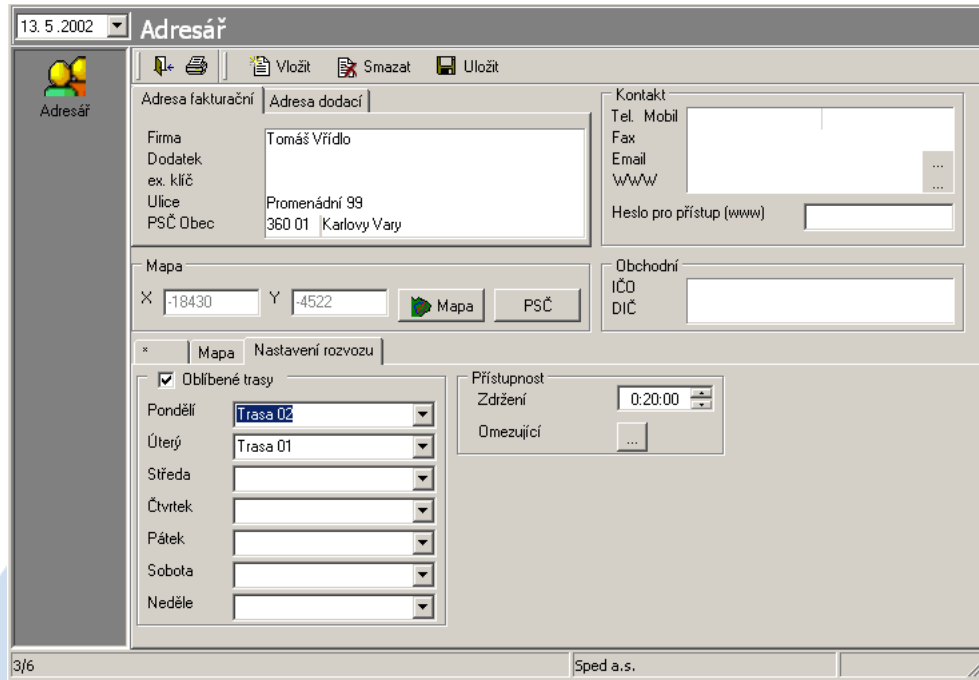 13. 5.2002 Adresář
Adresář
Vložit Smazat Uložit
Adresa fakturační Adresa dodací
Firma Tomáš Vřídlo
Dodatek
ex. klíč
Ulice Promenádní 99
PSČ Obec 360 01 Karlovy Vary
Kontakt
Tel. Mobil
Fax
Email ...
WWW ...
Heslo pro přístup (www)
Mapa
X -18430 Y -4522 Mapa PSČ
Obchodní
IČO
DIČ
* Mapa Nastavení rozvozu
Oblíbené trasy
Pondělí Trasa 02
Úterý Trasa 01
Středa
Čtvrtek
Pátek
Sobota
Neděle
Přístupnost
Zdržení 0:20:00
Omezující ...
3/6 Sped a.s.